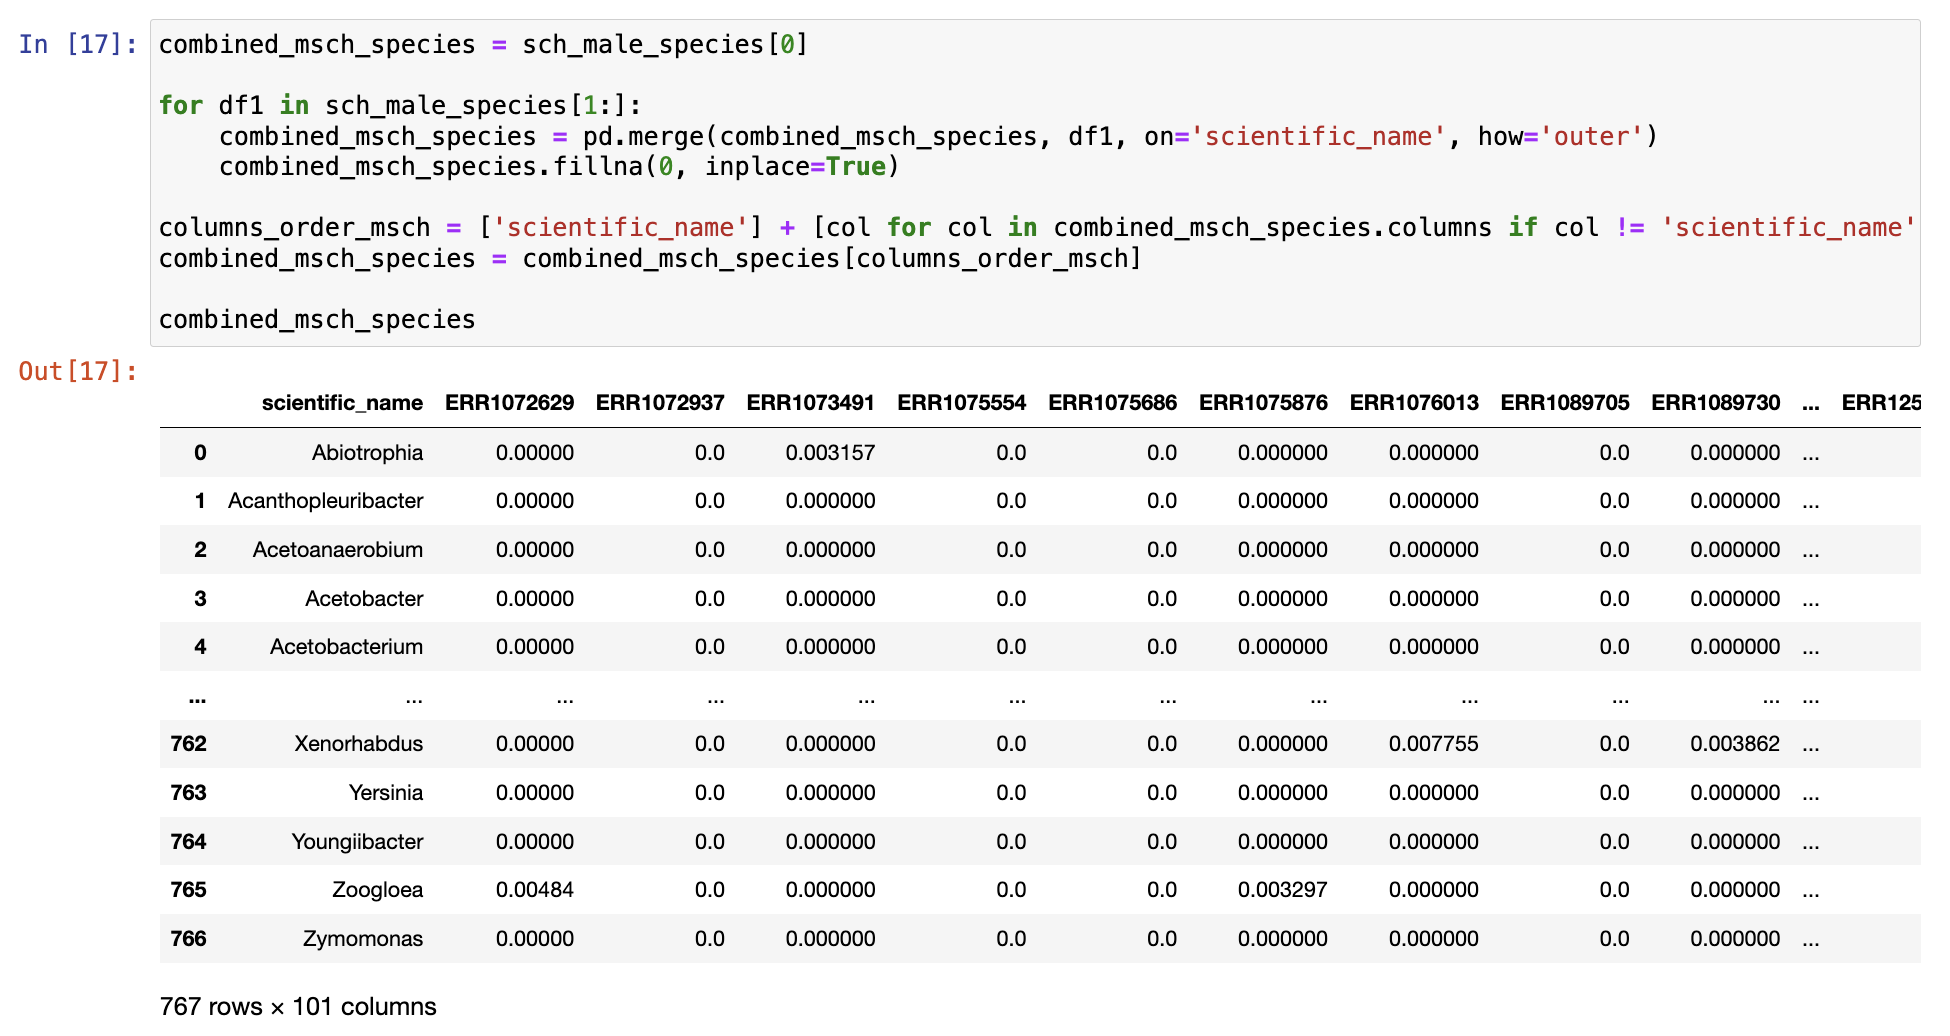 In [17]: combined_msch_species = sch_male_species[0]
for df1 in sch_male_species[1:]:
    combined_msch_species = pd.merge(combined_msch_species, df1, on='scientific_name', how='outer')
    combined_msch_species.fillna(0, inplace=True)
columns_order_msch = ['scientific_name'] + [col for col in combined_msch_species.columns if col != 'scientific_name'
combined_msch_species = combined_msch_species[columns_order_msch]
combined_msch_species
Out[17]:
scientific_name ERR1072629 ERR1072937 ERR1073491 ERR1075554 ERR1075686 ERR1075876 ERR1076013 ERR1089705 ERR1089730 ... ERR125
0 Abiotrophia 0.00000 0.0 0.003157 0.0 0.0 0.000000 0.000000 0.0 0.000000 ...
1 Acanthopleuribacter 0.00000 0.0 0.000000 0.0 0.0 0.000000 0.000000 0.0 0.000000 ...
2 Acetoanaerobium 0.00000 0.0 0.000000 0.0 0.0 0.000000 0.000000 0.0 0.000000 ...
3 Acetobacter 0.00000 0.0 0.000000 0.0 0.0 0.000000 0.000000 0.0 0.000000 ...
4 Acetobacterium 0.00000 0.0 0.000000 0.0 0.0 0.000000 0.000000 0.0 0.000000 ...
... ... ... ... ... ... ... ... ... ... ... ...
762 Xenorhabdus 0.00000 0.0 0.000000 0.0 0.0 0.000000 0.007755 0.0 0.003862 ...
763 Yersinia 0.00000 0.0 0.000000 0.0 0.0 0.000000 0.000000 0.0 0.000000 ...
764 Youngiibacter 0.00000 0.0 0.000000 0.0 0.0 0.000000 0.000000 0.0 0.000000 ...
765 Zoogloea 0.00484 0.0 0.000000 0.0 0.0 0.003297 0.000000 0.0 0.000000 ...
766 Zymomonas 0.00000 0.0 0.000000 0.0 0.0 0.000000 0.000000 0.0 0.000000 ...
767 rows × 101 columns